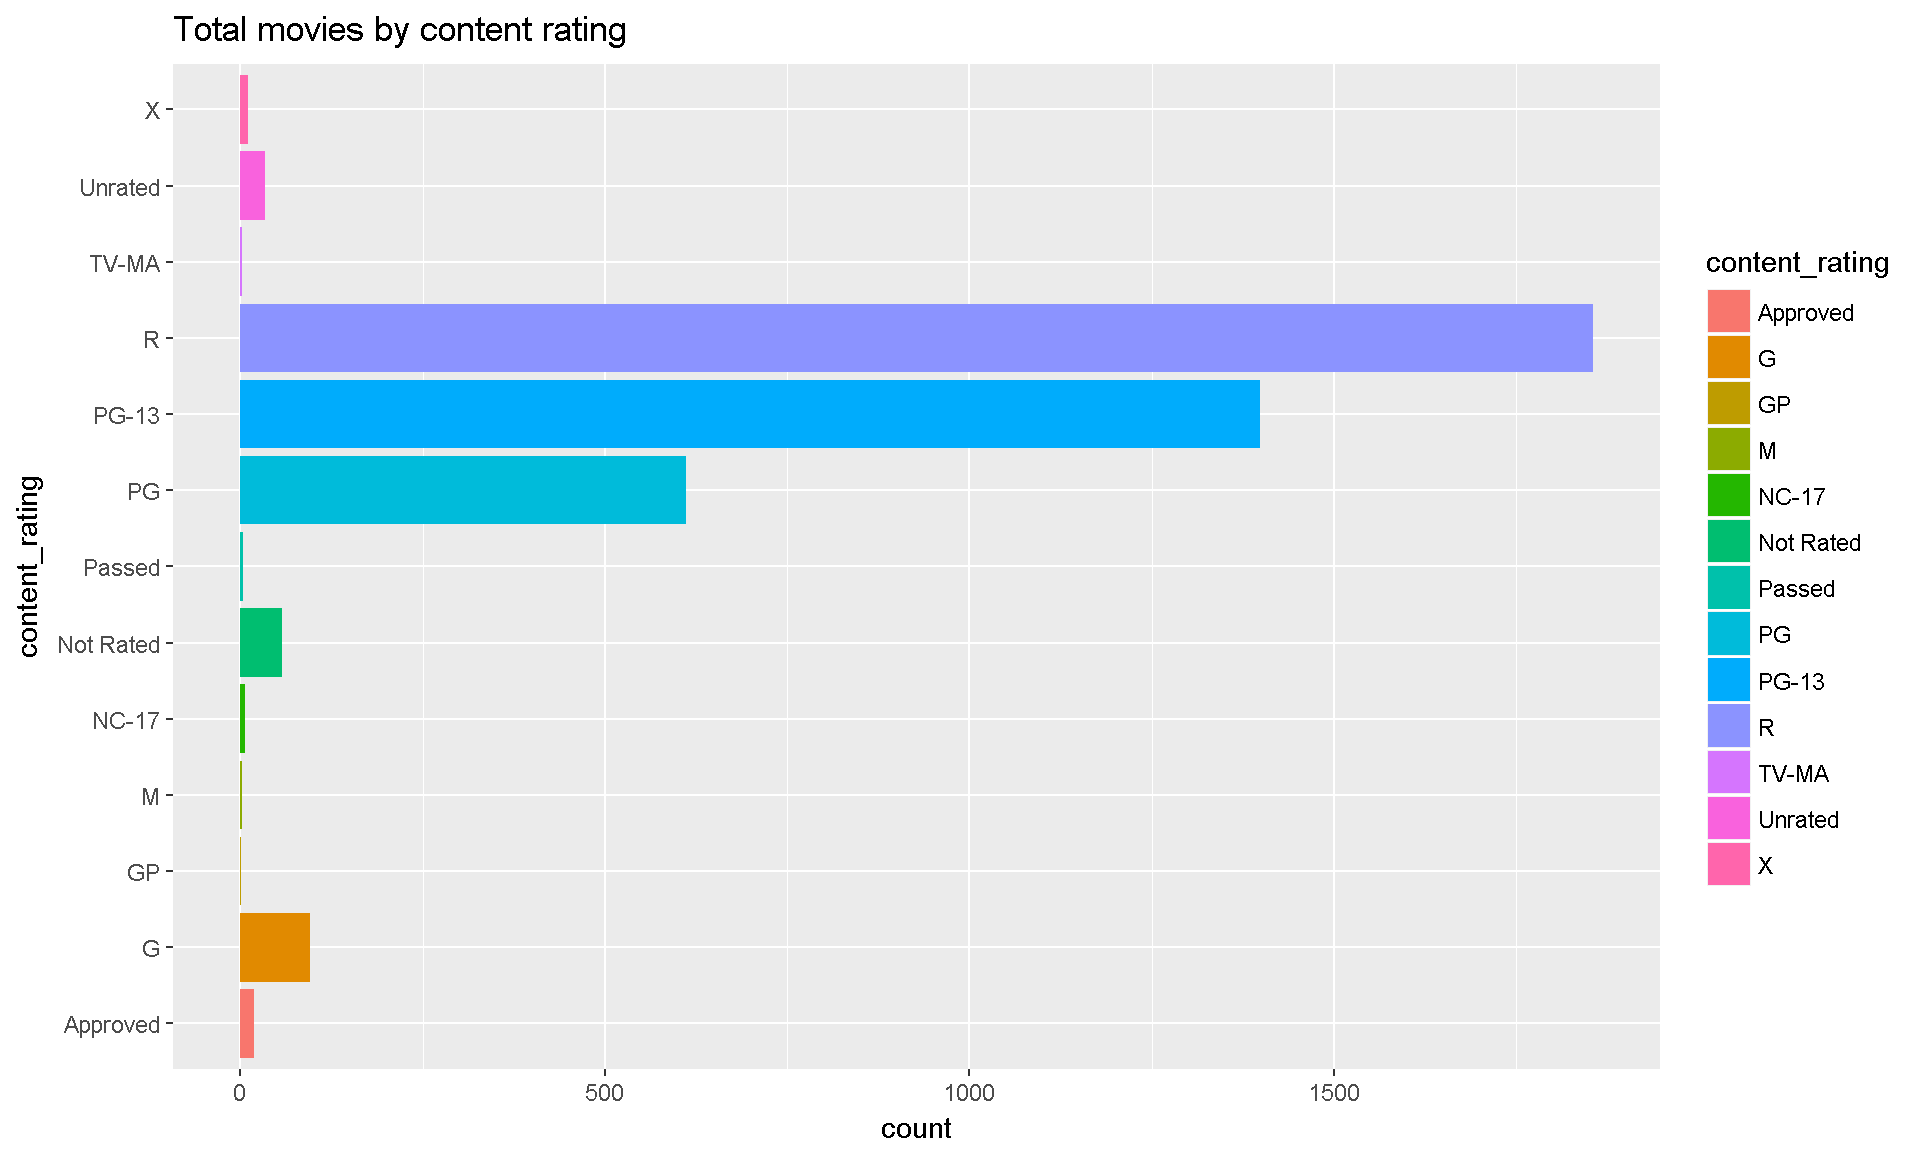 Total movies by content rating
content_rating
X
Unrated
TV-MA
R
PG-13
PG
Passed
Not Rated
NC-17
M
GP
G
Approved
0
500
1000
1500
count
content_rating
Approved
G
GP
M
NC-17
Not Rated
Passed
PG
PG-13
R
TV-MA
Unrated
X